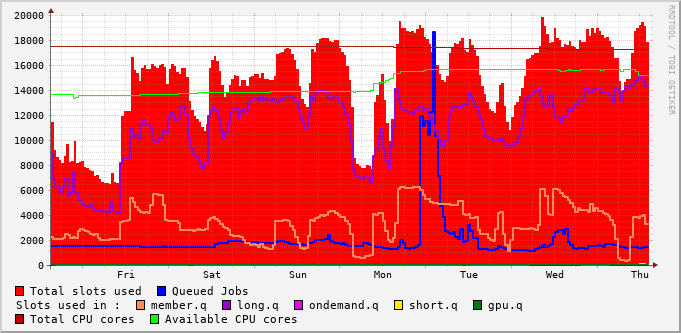 RRDTOOL / TOBI OETIKER
20000
18000
16000
14000
12000
10000
8000
6000
4000
2000
0
Fri Sat Sun Mon Tue Wed Thu
Total slots used Queued Jobs
Slots used in : member.q long.q ondemand.q short.q gpu.q
Total CPU cores Available CPU cores